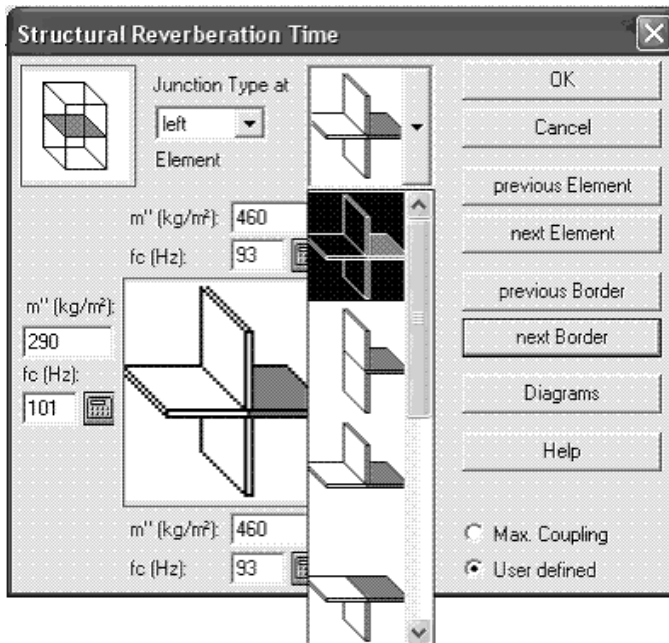 Structural Reverberation Time
Junction Type at
left
Element
m'' (kg/m²): 460
fc (Hz): 93
m'' (kg/m²):
290
fc (Hz):
101
m'' (kg/m²): 460
fc (Hz): 93
OK
Cancel
previous Element
next Element
previous Border
next Border
Diagrams
Help
Max. Coupling
User defined